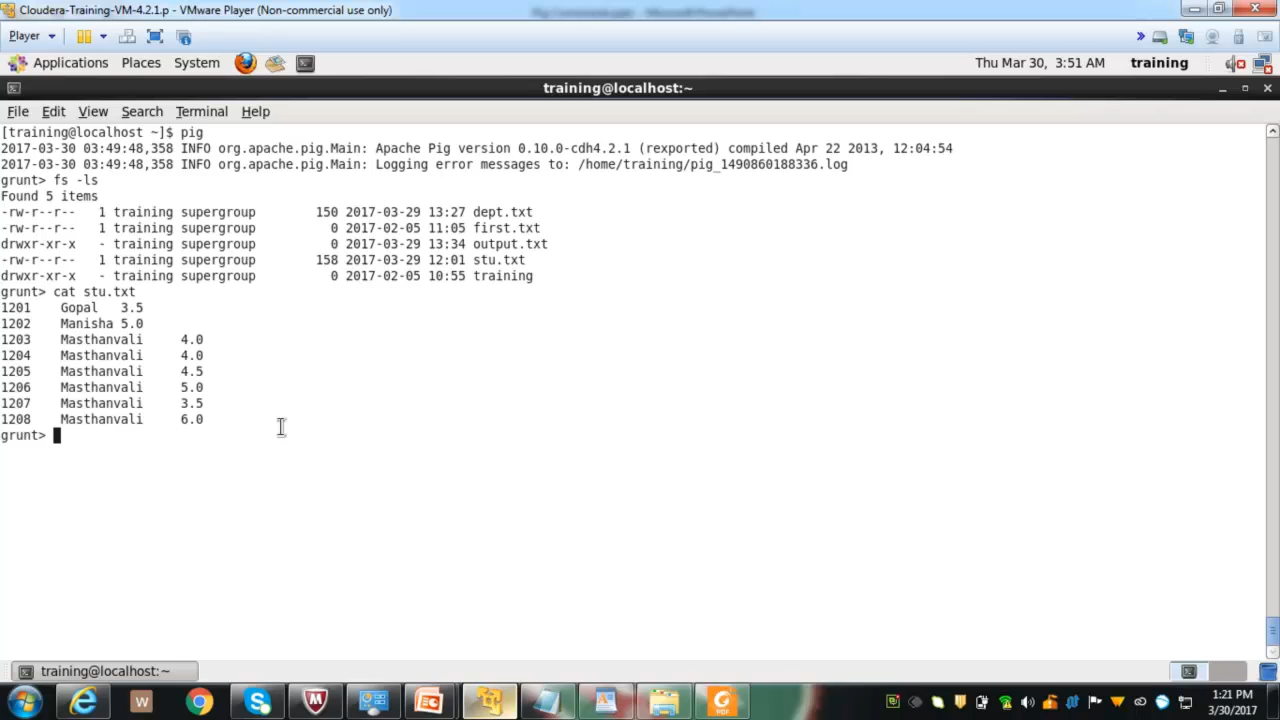 Cloudera-Training-VM-4.2.1.p - VMware Player (Non-commercial use only)
Player
Applications Places System Thu Mar 30, 3:51 AM training
training@localhost:~
File Edit View Search Terminal Help
[training@localhost ~]$ pig
2017-03-30 03:49:48,358 INFO org.apache.pig.Main: Apache Pig version 0.10.0-cdh4.2.1 (rexported) compiled Apr 22 2013, 12:04:54
2017-03-30 03:49:48,358 INFO org.apache.pig.Main: Logging error messages to: /home/training/pig_1490860188336.log
grunt> fs -ls
Found 5 items
-rw-r--r--   1 training supergroup        150 2017-03-29 13:27 dept.txt
-rw-r--r--   1 training supergroup          0 2017-02-05 11:05 first.txt
drwxr-xr-x   - training supergroup          0 2017-03-29 13:34 output.txt
-rw-r--r--   1 training supergroup        158 2017-03-29 12:01 stu.txt
drwxr-xr-x   - training supergroup          0 2017-02-05 10:55 training
grunt> cat stu.txt
1201    Gopal   3.5
1202    Manisha 5.0
1203    Masthanvali     4.0
1204    Masthanvali     4.0
1205    Masthanvali     4.5
1206    Masthanvali     5.0
1207    Masthanvali     3.5
1208    Masthanvali     6.0
grunt>
training@localhost:~
W
PDF
1:21 PM
3/30/2017